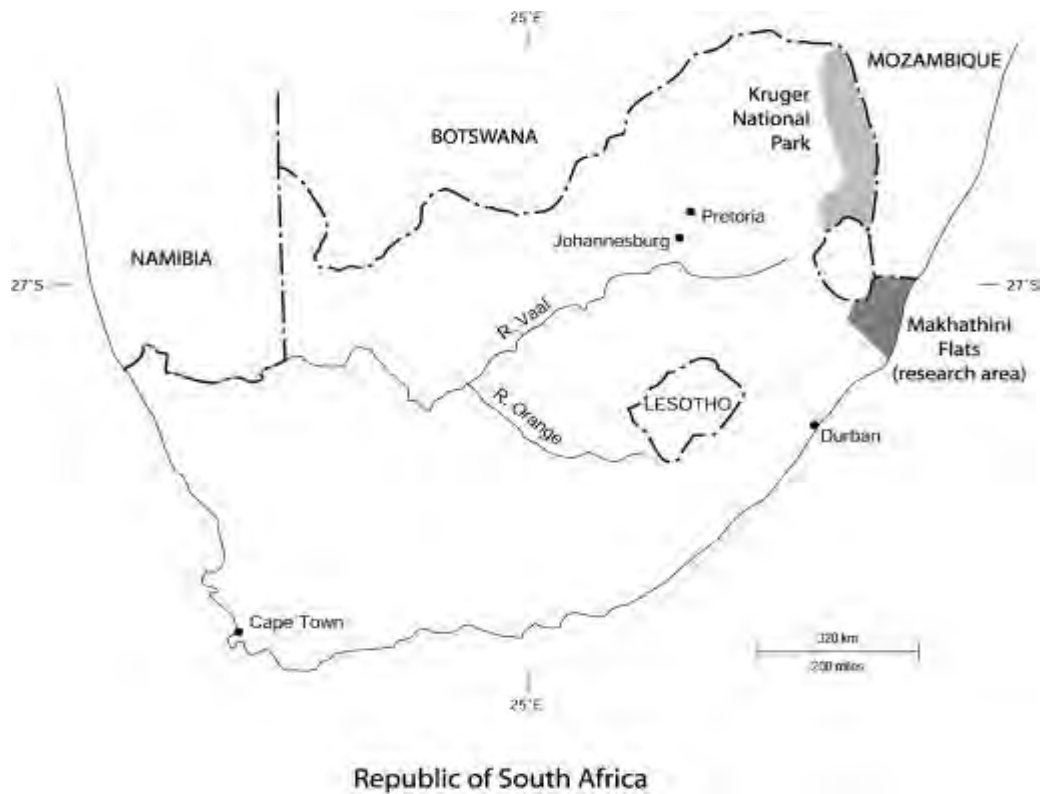 25°E
MOZAMBIQUE
Kruger
National
Park
BOTSWANA
Pretoria
Johannesburg
NAMIBIA
27°S
27°S
R. Vaal
Makhathini
Flats
(research area)
LESOTHO
R. Orange
Durban
Cape Town
320 km
200 miles
25°E
Republic of South Africa